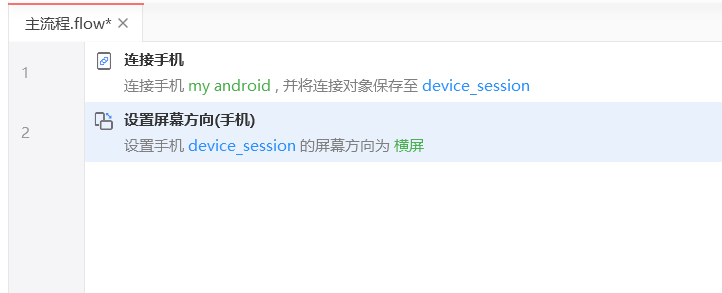 主流程.flow*
1
连接手机
连接手机 my android , 并将连接对象保存至 device_session
2
设置屏幕方向(手机)
设置手机 device_session 的屏幕方向为 横屏